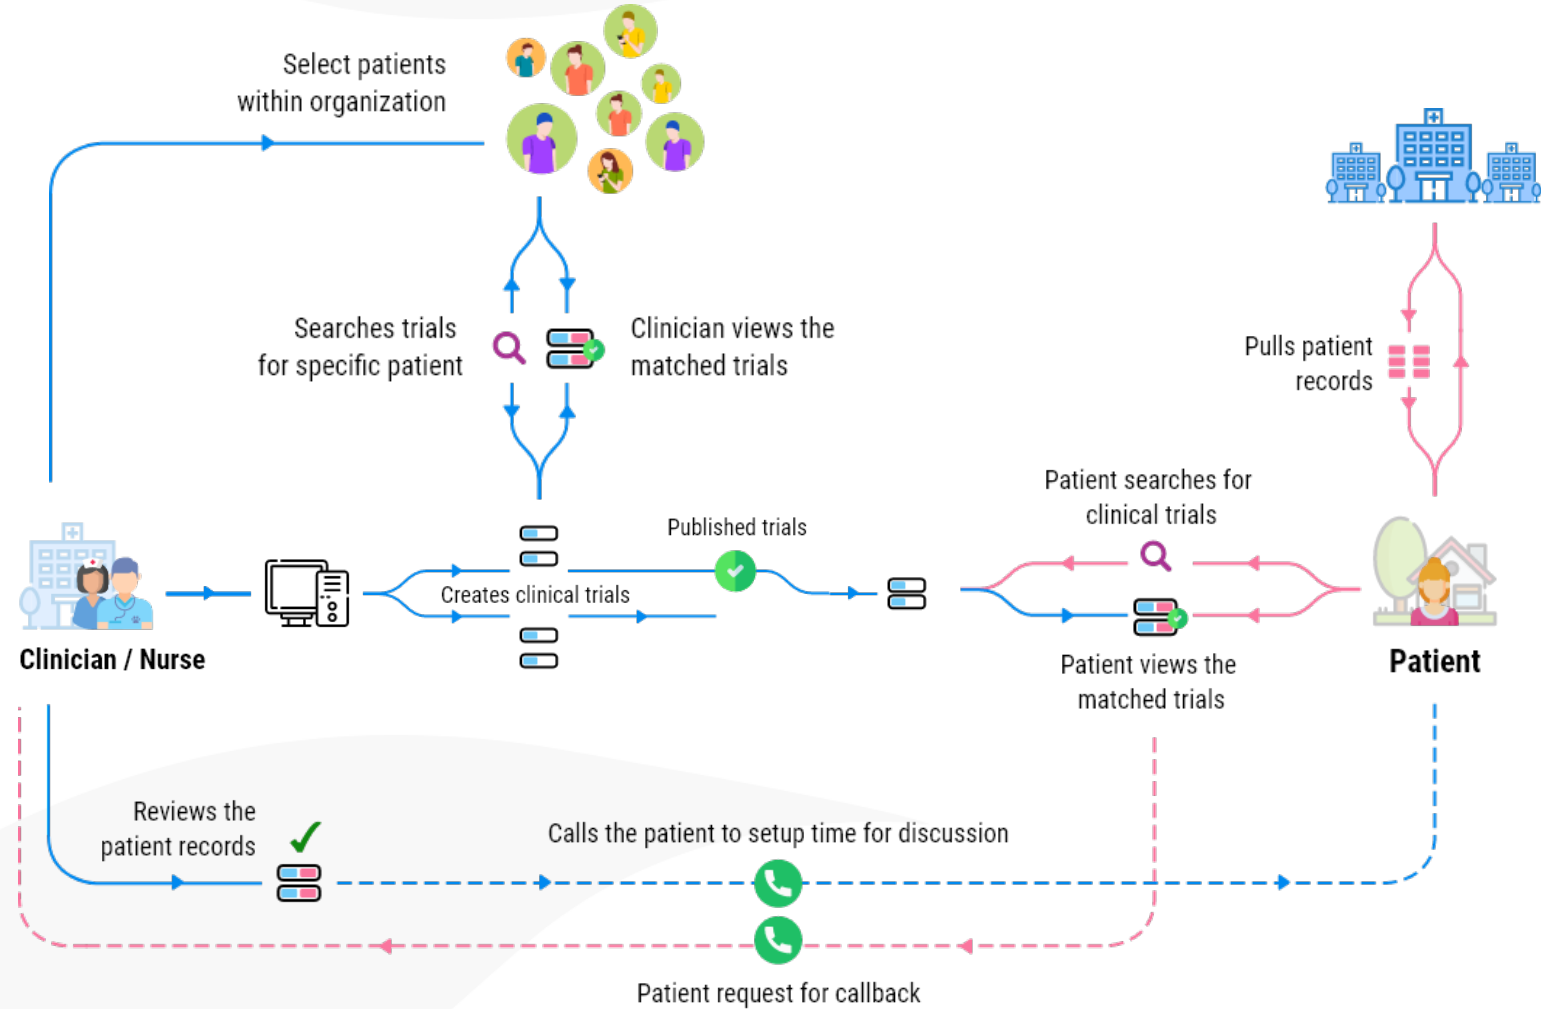 Select patients
within organization
Searches trials
for specific patient
Clinician views the
matched trials
Pulls patient
records
Patient searches for
clinical trials
Published trials
Creates clinical trials
Clinician / Nurse
Patient views the
matched trials
Patient
Reviews the
patient records
Calls the patient to setup time for discussion
Patient request for callback